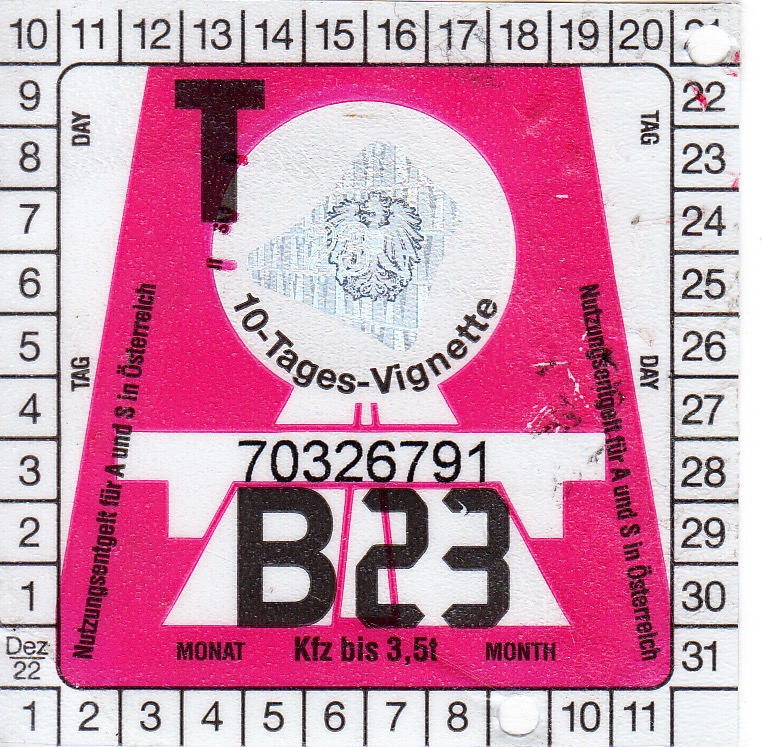 10 11 12 13 14 15 16 17 18 19 20 21
9 22
8 23
7 24
6 25
5 26
4 27
3 28
2 29
1 30
Dez
22
31
1 2 3 4 5 6 7 8 10 11
DAY
TAG
TAG
DAY
T
10-Tages-Vignette
Nutzungsentgelt für A und S in Österreich
Nutzungsentgelt für A und S in Österreich
70326791
B23
MONAT Kfz bis 3,5t MONTH